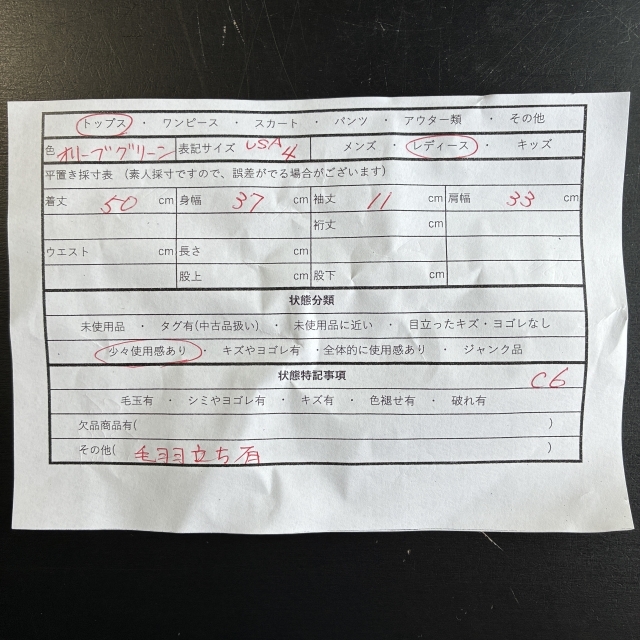 トップス ・ ワンピース ・ スカート ・ パンツ ・ アウター類 ・ その他
色 オリーブグリーン 表記サイズ USA 4 メンズ ・ レディース ・ キッズ
平置き採寸表 (素人採寸ですので、誤差がでる場合がございます)
着丈 50 cm 身幅 37 cm 袖丈 11 cm 肩幅 33 cm
裄丈 cm
ウエスト cm 長さ cm
股上 cm 股下 cm
状態分類
未使用品 ・ タグ有(中古品扱い) ・ 未使用品に近い ・ 目立ったキズ・ヨゴレなし
・ 少々使用感あり ・ キズやヨゴレ有 ・ 全体的に使用感あり ・ ジャンク品
状態特記事項 C6
毛玉有 ・ シミやヨゴレ有 ・ キズ有 ・ 色褪せ有 ・ 破れ有
欠品商品有( )
その他( 毛羽立ち有 )